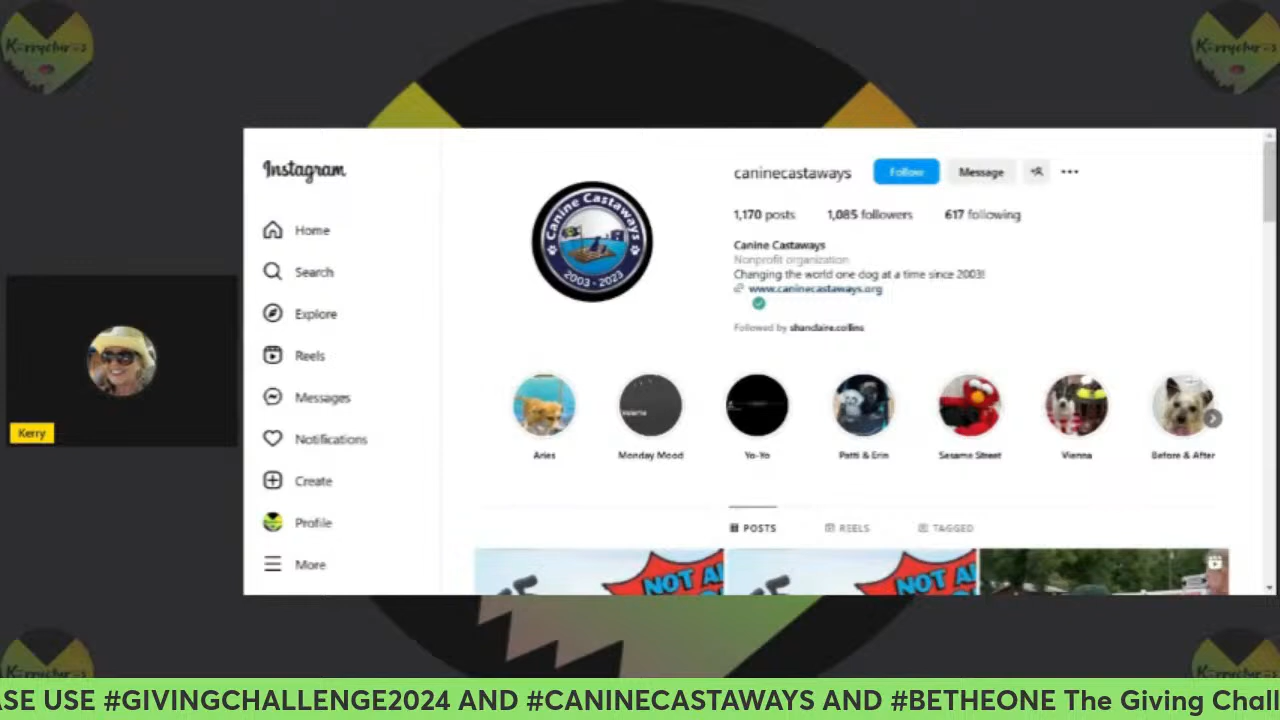 Kerrycures
Kerrycures
Instagram
Home
Search
Explore
Reels
Messages
Notifications
Create
Profile
More
Kerry
Canine Castaways
2003 - 2023
caninecastaways
Follow
Message
1,170 posts 1,085 followers 617 following
Canine Castaways
Nonprofit organization
Changing the world one dog at a time since 2003!
www.caninecastaways.org
Followed by shanclaire.collins
Aries
Monday Mood
Yo-Yo
Patti & Erin
Sesame Street
Vienna
Before & After
POSTS REELS TAGGED
NOT
NOT
ASE USE #GIVINGCHALLENGE2024 AND #CANINECASTAWAYS AND #BETHEONE The Giving Chall